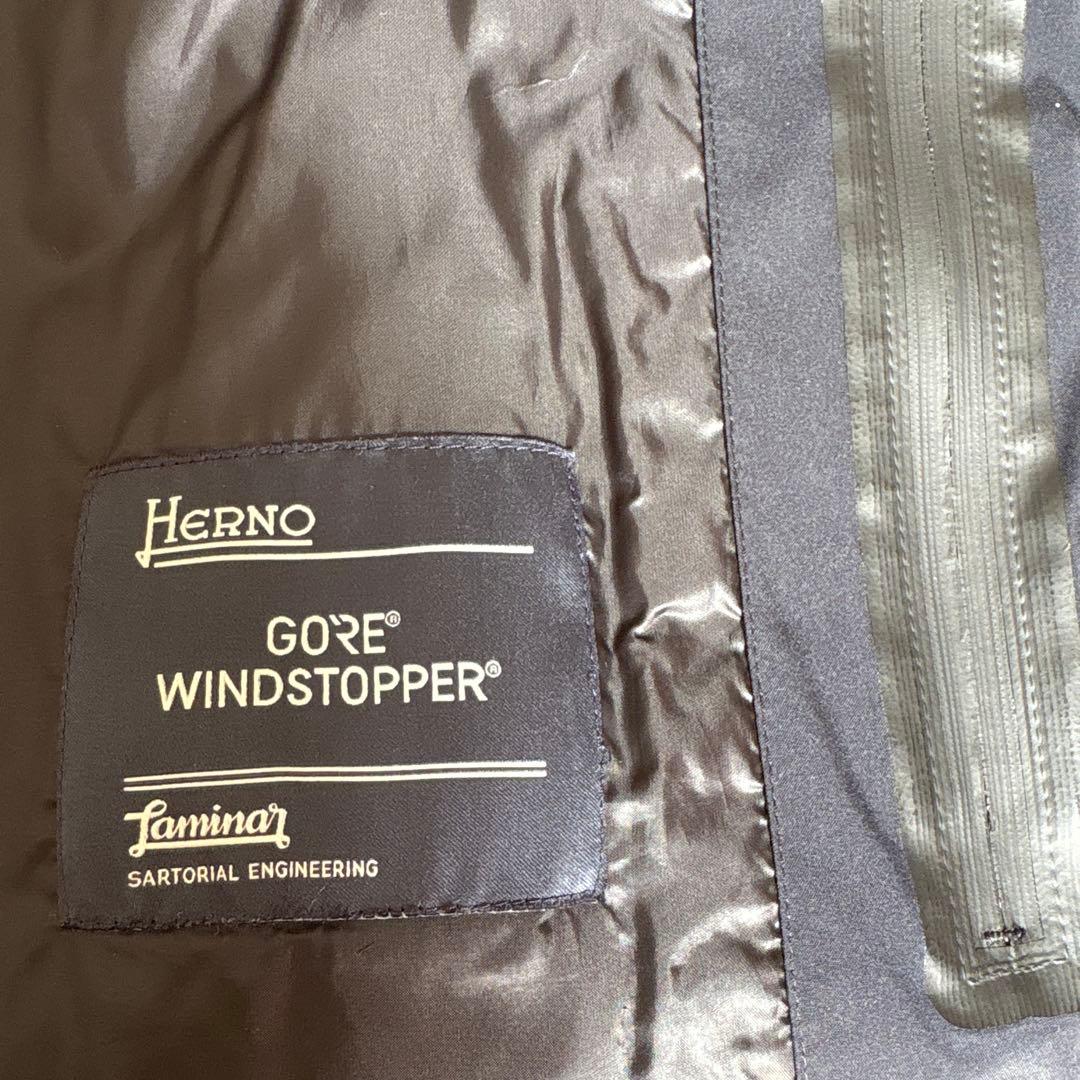 HERNO
GORE®
WINDSTOPPER®
Laminar
SARTORIAL ENGINEERING